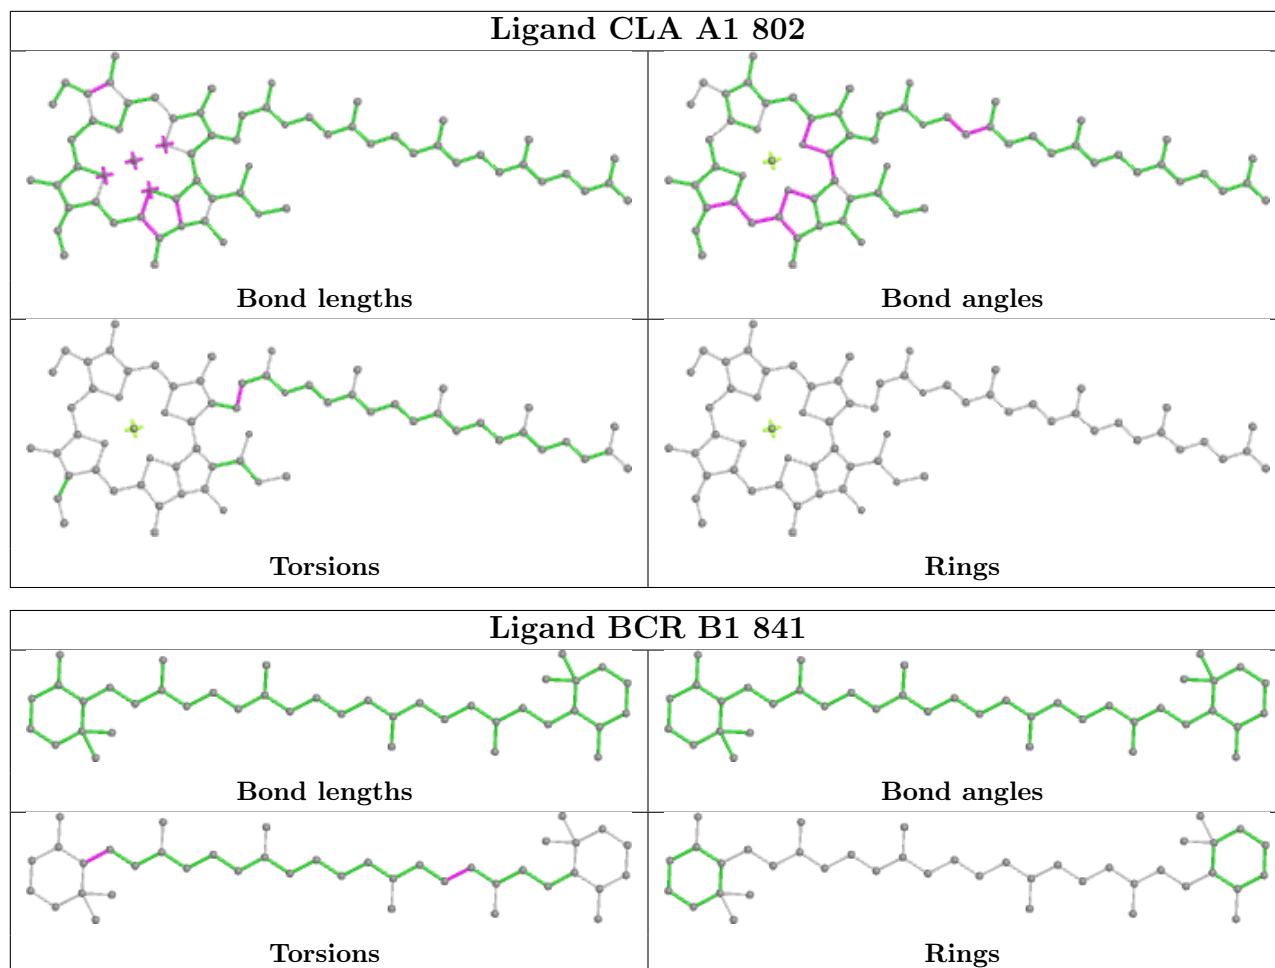 Ligand CLA A1 802
Bond lengths
Bond angles
Torsions
Rings
Ligand BCR B1 841
Bond lengths
Bond angles
Torsions
Rings